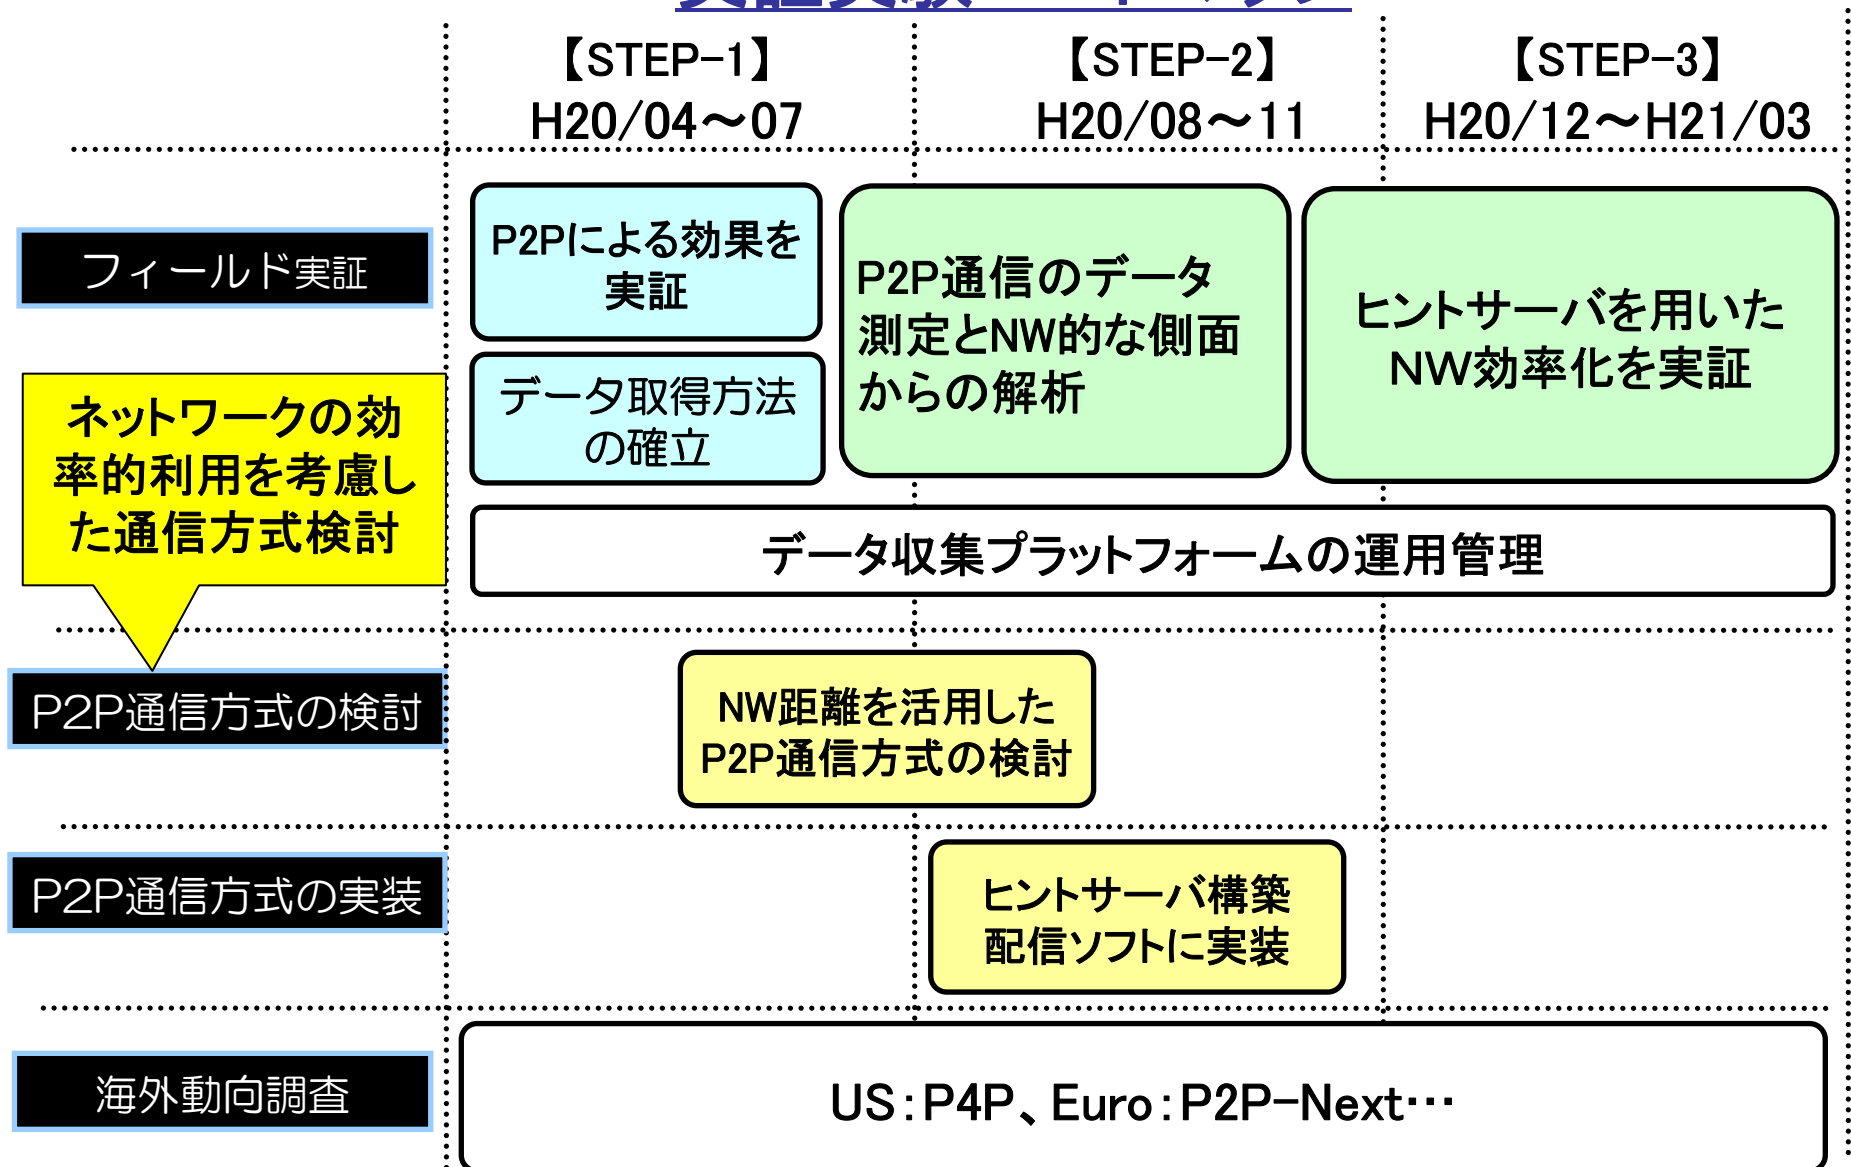 【STEP-1】
【STEP-2】
【STEP-3】
H20/04～07
H20/08～11
H20/12～H21/03
フィールド実証
P2Pによる効果を
実証
データ取得方法
の確立
P2P通信のデータ
測定とNW的な側面
からの解析
ヒントサーバを用いた
NW効率化を実証
ネットワークの効
率的利用を考慮し
た通信方式検討
データ収集プラットフォームの運用管理
P2P通信方式の検討
NW距離を活用した
P2P通信方式の検討
P2P通信方式の実装
ヒントサーバ構築
配信ソフトに実装
海外動向調査
US:P4P、Euro:P2P-Next…